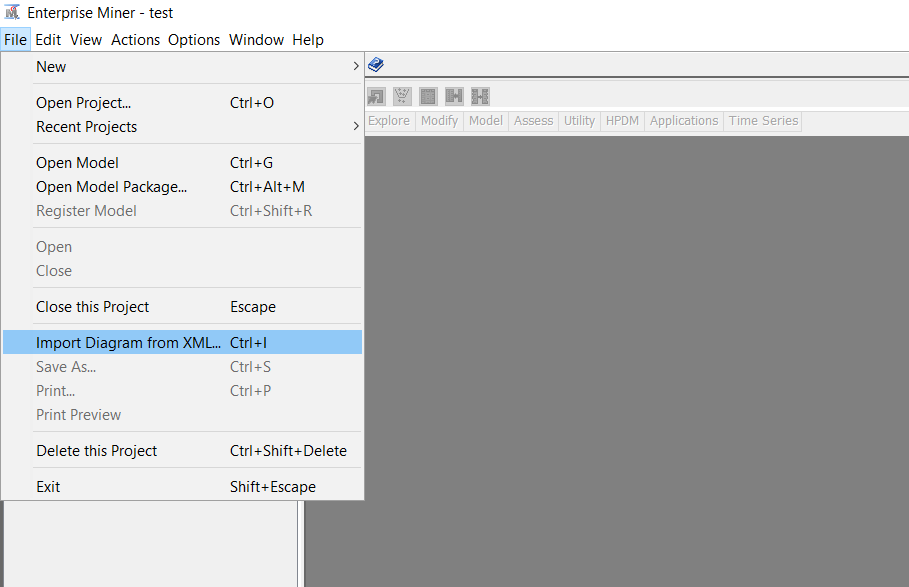 Enterprise Miner - test
File Edit View Actions Options Window Help
New
Open Project... Ctrl+O
Recent Projects
Explore Modify Model Assess Utility HPDM Applications Time Series
Open Model Ctrl+G
Open Model Package... Ctrl+Alt+M
Register Model Ctrl+Shift+R
Open
Close
Close this Project Escape
Import Diagram from XML... Ctrl+I
Save As... Ctrl+S
Print... Ctrl+P
Print Preview
Delete this Project Ctrl+Shift+Delete
Exit Shift+Escape